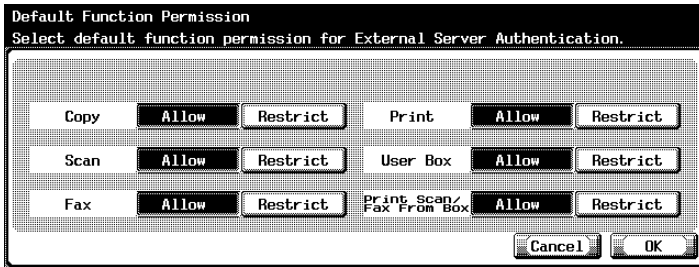 Default Function Permission
Select default function permission for External Server Authentication.
Copy Allow Restrict Print Allow Restrict
Scan Allow Restrict User Box Allow Restrict
Fax Allow Restrict Print Scan/
Fax From Box Allow Restrict
Cancel OK